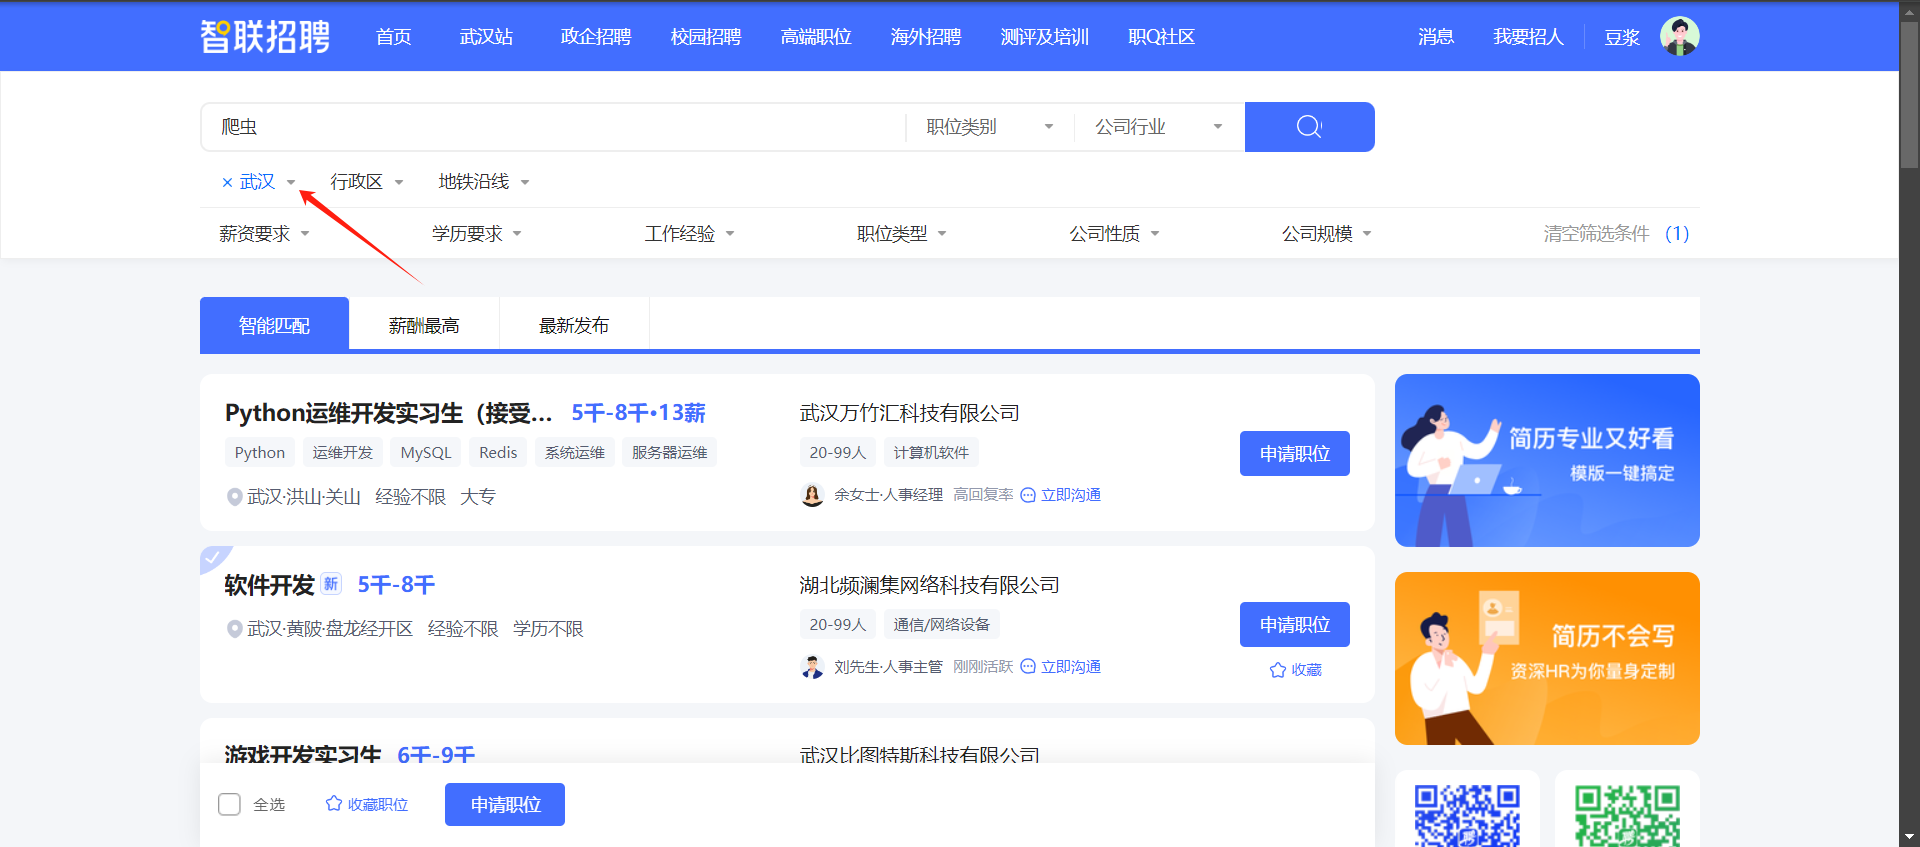 智联招聘 首页 武汉站 政企招聘 校园招聘 高端职位 海外招聘 测评及培训 职Q社区 消息 我要招人 豆浆
爬虫 职位类别 公司行业
× 武汉 行政区 地铁沿线
薪资要求 学历要求 工作经验 职位类型 公司性质 公司规模 清空筛选条件 (1)
智能匹配 薪酬最高 最新发布
Python运维开发实习生（接受... 5千-8千·13薪
Python 运维开发 MySQL Redis 系统运维 服务器运维
武汉·洪山·关山 经验不限 大专
武汉万竹汇科技有限公司
20-99人 计算机软件
余女士·人事经理 高回复率 立即沟通
申请职位
软件开发 新 5千-8千
武汉·黄陂·盘龙经开区 经验不限 学历不限
湖北频澜集网络科技有限公司
20-99人 通信/网络设备
刘先生·人事主管 刚刚活跃 立即沟通
申请职位
收藏
游戏开发实习生 6千-9千
武汉比图特斯科技有限公司
全选 收藏职位 申请职位
简历专业又好看
模版一键搞定
简历不会写
资深HR为你量身定制